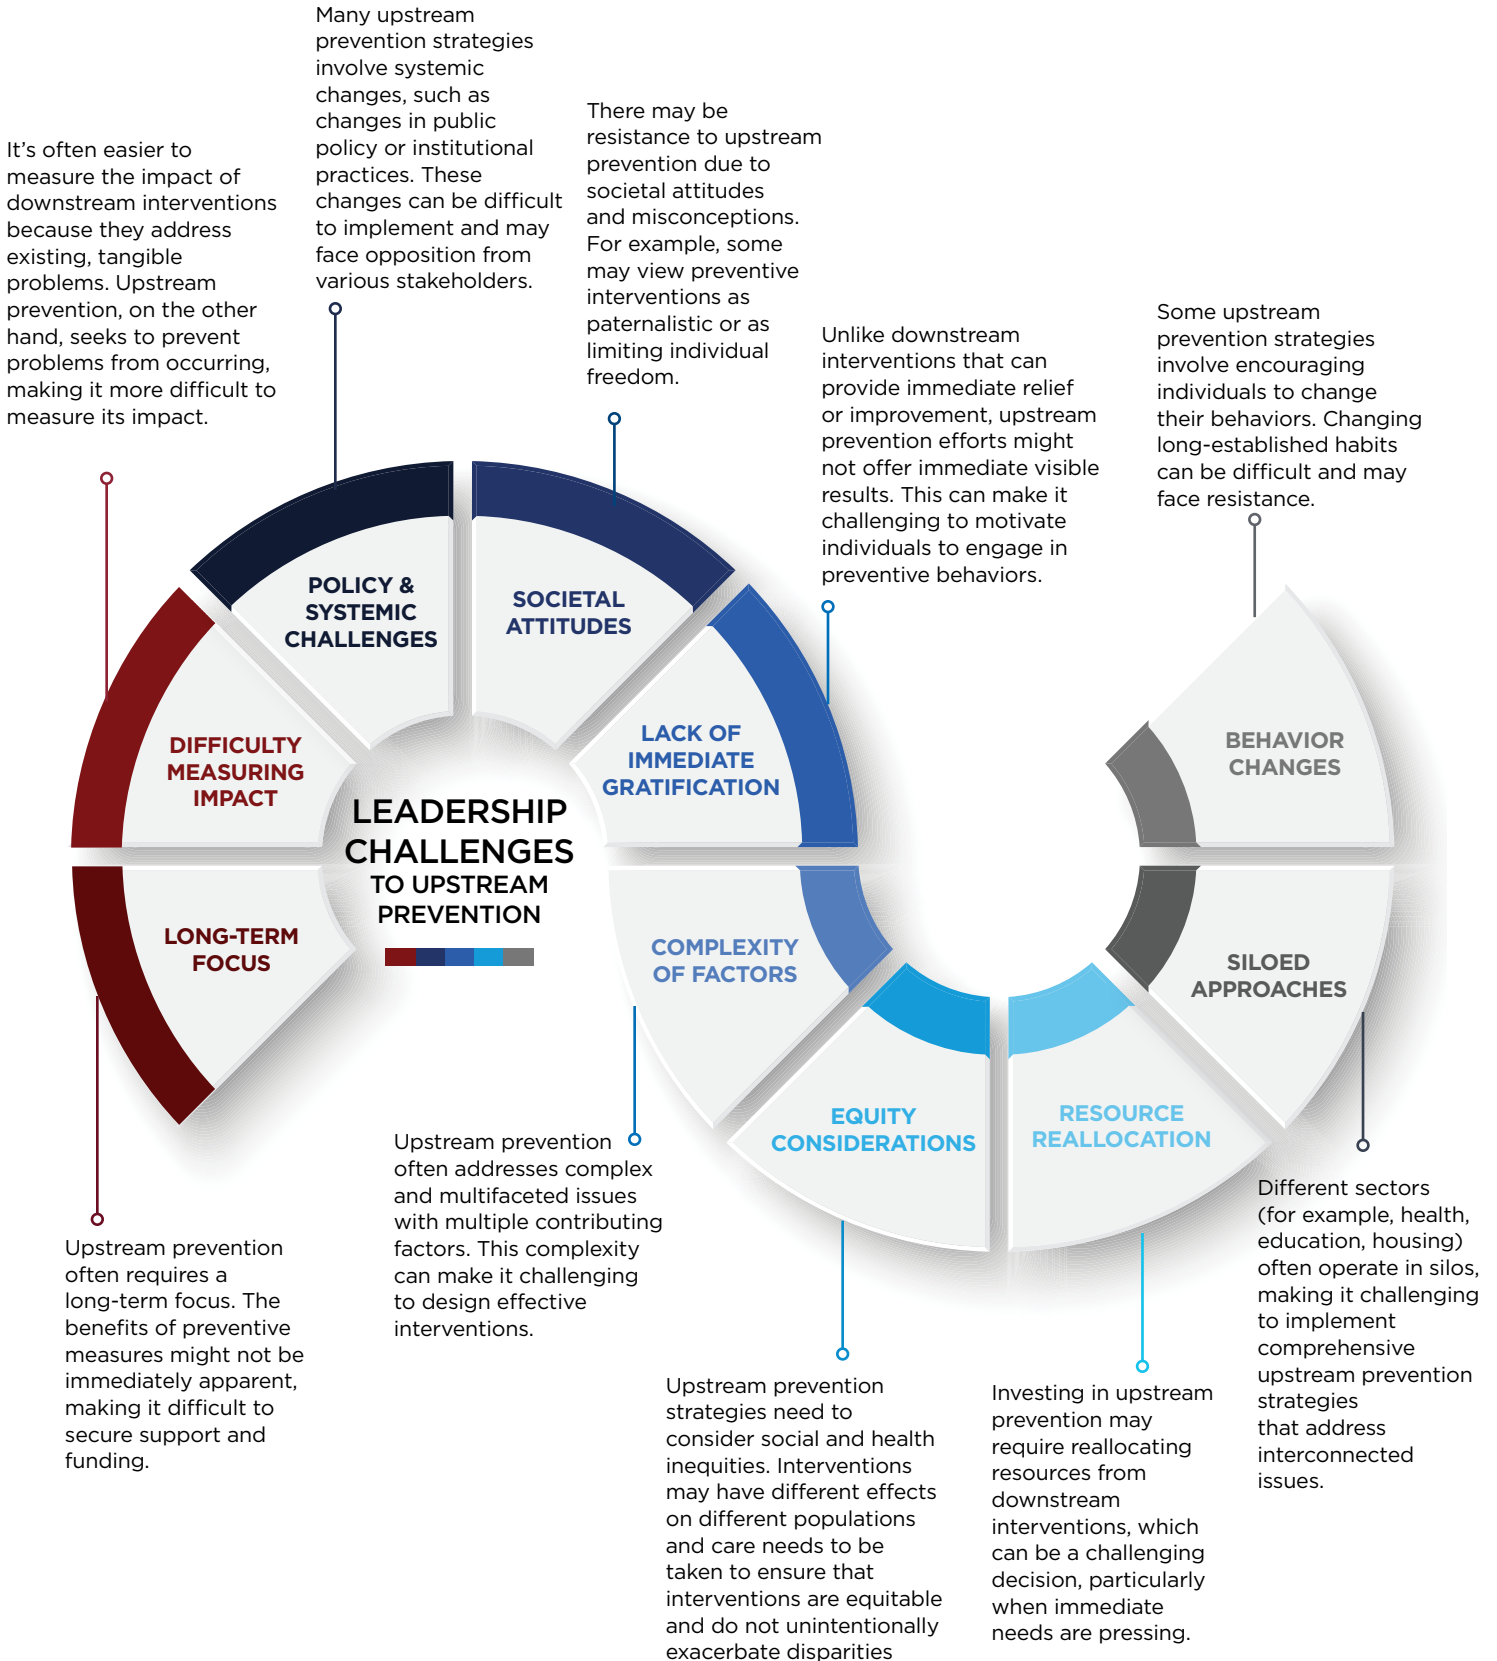 Many upstream
prevention strategies
involve systemic
changes, such as
changes in public
policy or institutional
practices. These
changes can be difficult
to implement and may
face opposition from
various stakeholders.
There may be
resistance to upstream
prevention due to
societal attitudes
and misconceptions.
For example, some
may view preventive
interventions as
paternalistic or as
limiting individual
freedom.
It’s often easier to
measure the impact of
downstream interventions
because they address
existing, tangible
problems. Upstream
prevention, on the other
hand, seeks to prevent
problems from occurring,
making it more difficult to
measure its impact.
Unlike downstream
interventions that can
provide immediate relief
or improvement, upstream
prevention efforts might
not offer immediate visible
results. This can make it
challenging to motivate
individuals to engage in
preventive behaviors.
Some upstream
prevention strategies
involve encouraging
individuals to change
their behaviors. Changing
long-established habits
can be difficult and may
face resistance.
POLICY &
SYSTEMIC
CHALLENGES
SOCIETAL
ATTITUDES
DIFFICULTY
MEASURING
IMPACT
LACK OF
IMMEDIATE
GRATIFICATION
BEHAVIOR
CHANGES
LEADERSHIP
CHALLENGES
TO UPSTREAM
PREVENTION
LONG-TERM
FOCUS
COMPLEXITY
OF FACTORS
SILOED
APPROACHES
EQUITY
CONSIDERATIONS
RESOURCE
REALLOCATION
Upstream prevention
often requires a
long-term focus. The
benefits of preventive
measures might not be
immediately apparent,
making it difficult to
secure support and
funding.
Upstream prevention
often addresses complex
and multifaceted issues
with multiple contributing
factors. This complexity
can make it challenging
to design effective
interventions.
Upstream prevention
strategies need to
consider social and health
inequities. Interventions
may have different effects
on different populations
and care needs to be
taken to ensure that
interventions are equitable
and do not unintentionally
exacerbate disparities
Investing in upstream
prevention may
require reallocating
resources from
downstream
interventions, which
can be a challenging
decision, particularly
when immediate
needs are pressing.
Different sectors
(for example, health,
education, housing)
often operate in silos,
making it challenging
to implement
comprehensive
upstream prevention
strategies
that address
interconnected
issues.